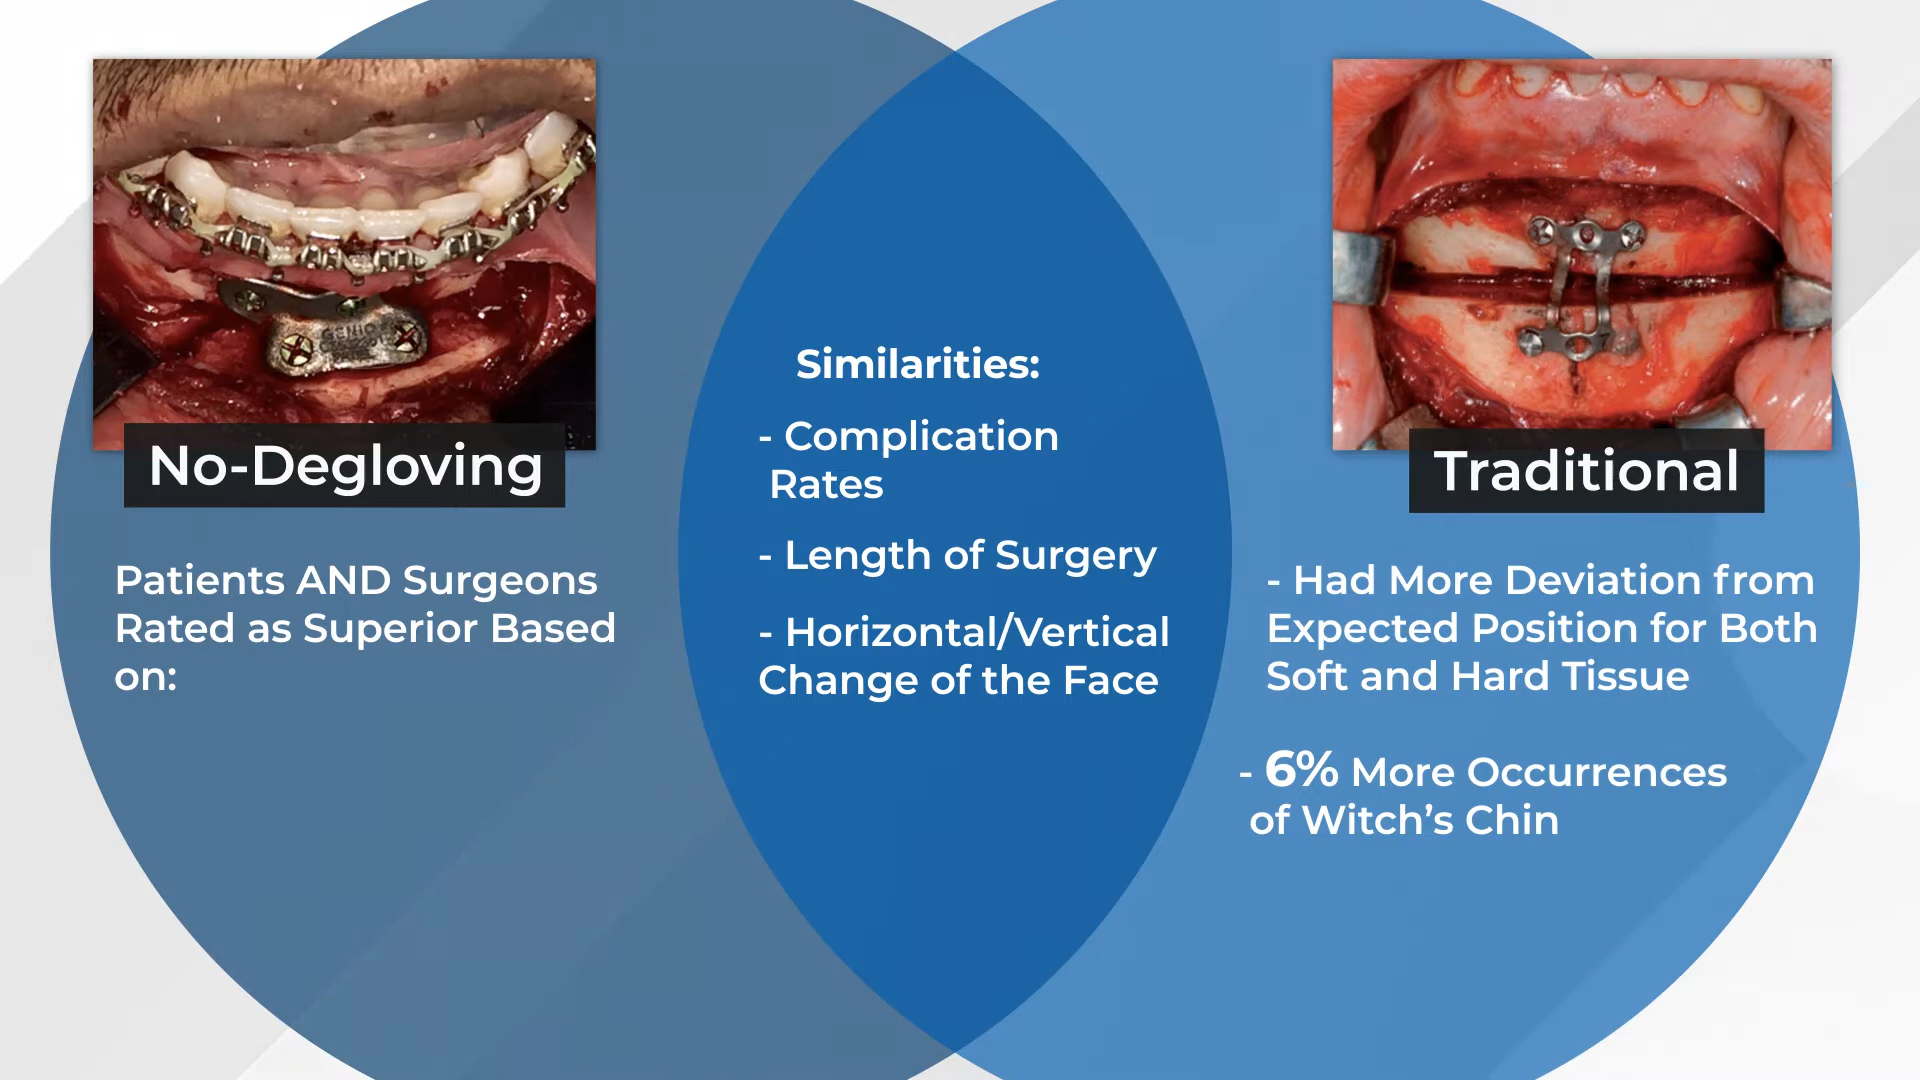 No-Degloving
Patients AND Surgeons
Rated as Superior Based
on:
Similarities:
- Complication
Rates
- Length of Surgery
- Horizontal/Vertical
Change of the Face
Traditional
- Had More Deviation from
Expected Position for Both
Soft and Hard Tissue
- 6% More Occurrences
of Witch’s Chin
GENIO